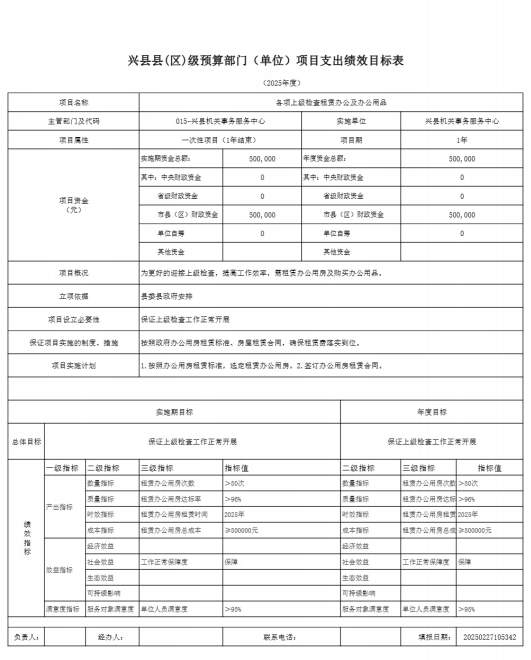 兴县县(区)级预算部门（单位）项目支出绩效目标表
（2025年度）
项目名称 各项上级检查租赁办公及办公用品
主管部门及代码 015-兴县机关事务服务中心 实施单位 兴县机关事务服务中心
项目属性 一次性项目（1年结束） 项目期 1年
项目资金（元） 实施期资金总额: 500,000 年度资金总额: 500,000
其中: 中央财政资金 0 其中: 中央财政资金 0
省级财政资金 0 省级财政资金 0
市县（区）财政资金 500,000 市县（区）财政资金 500,000
单位自筹 0 单位自筹 0
其他资金 其他资金
项目概况 为更好的迎接上级检查，提高工作效率，需租赁办公用房及购买办公用品。
立项依据 县委县政府安排
项目设立必要性 保证上级检查工作正常开展
保证项目实施的制度、措施 按照政府办公用房租赁标准、房屋租赁合同，确保租赁费落实到位。
项目实施计划 1.按照办公用房租赁标准，选定租赁办公用房。2.签订办公用房租赁合同。
实施期目标 年度目标
总体目标 保证上级检查工作正常开展 保证上级检查工作正常开展
绩效指标 一级指标 二级指标 三级指标 指标值 二级指标 三级指标 指标值
产出指标 数量指标 租赁办公用房次数 数量指标 租赁办公用房次数
质量指标 租赁办公用房达标率 >96% 质量指标 租赁办公用房达标 >96%
时效指标 租赁办公用房租赁时间 2025年 时效指标 租赁办公用房租赁 2025年
成本指标 租赁办公用房总成本 成本指标 租赁办公用房总成
效益指标 经济效益 经济效益
社会效益 工作正常保障度 保障 社会效益 工作正常保障度 保障
生态效益 生态效益
可持续影响 可持续影响
满意度指标 服务对象满意度 单位人员满意度 >98% 服务对象满意度 单位人员满意度 >98%
负责人: 经办人: 联系电话: 填报日期: 20250227105342